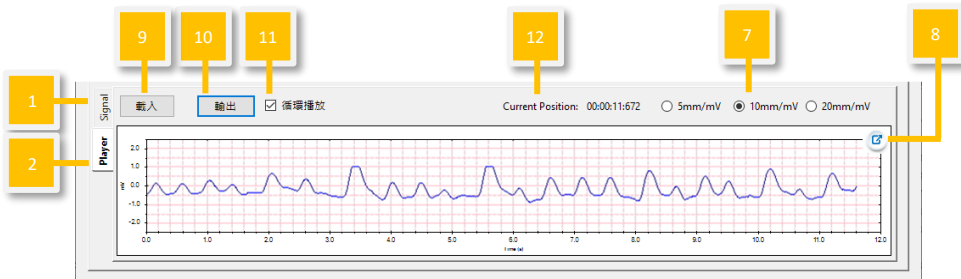 9
10
11
12
7
8
1
2
Signal
Player
載入
輸出
循環播放
Current Position: 00:00:11:672
5mm/mV
10mm/mV
20mm/mV
mV
2.0
1.0
0.0
-1.0
-2.0
0.0 1.0 2.0 3.0 4.0 5.0 6.0 7.0 8.0 9.0 10.0 11.0 12.0
Time (s)